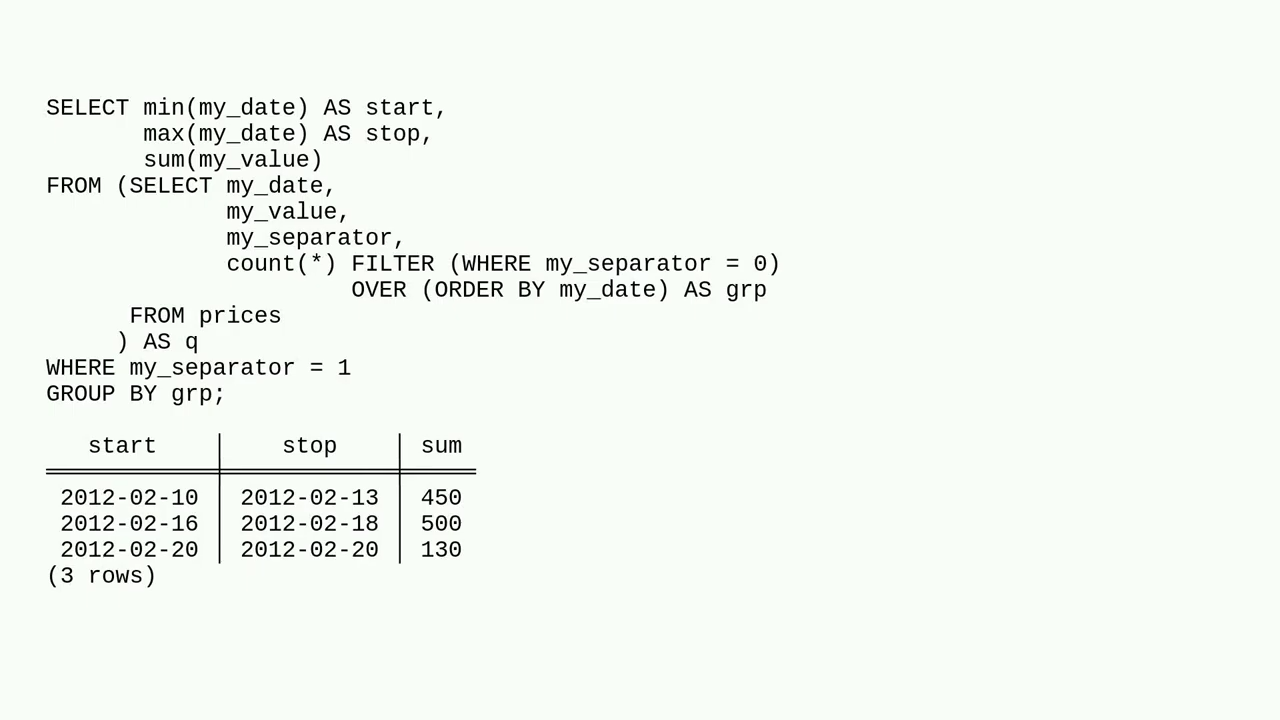 SELECT min(my_date) AS start,
       max(my_date) AS stop,
       sum(my_value)
FROM (SELECT my_date,
             my_value,
             my_separator,
             count(*) FILTER (WHERE my_separator = 0)
                      OVER (ORDER BY my_date) AS grp
      FROM prices
     ) AS q
WHERE my_separator = 1
GROUP BY grp;
   start    │    stop    │ sum
════════════╪════════════╪═════
 2012-02-10 │ 2012-02-13 │ 450
 2012-02-16 │ 2012-02-18 │ 500
 2012-02-20 │ 2012-02-20 │ 130
(3 rows)